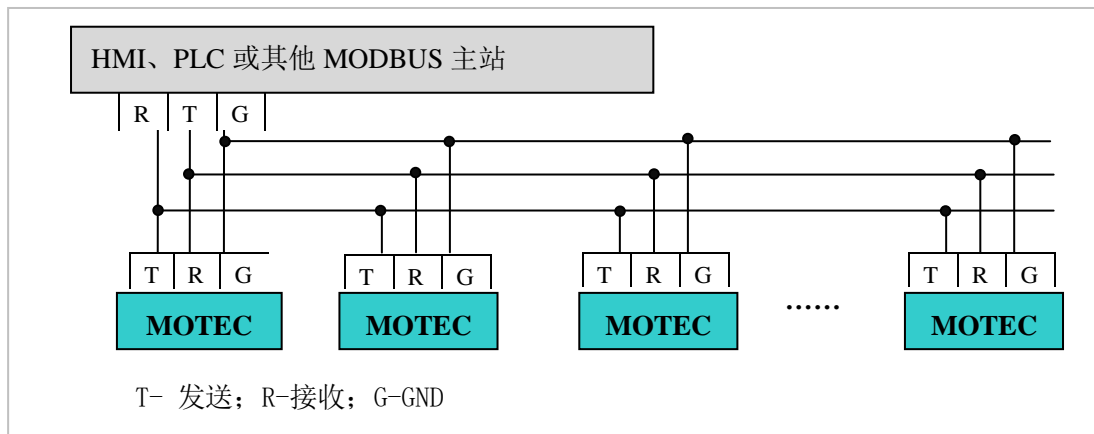 HMI、PLC 或其他 MODBUS 主站
R T G
T R G T R G T R G T R G
MOTEC MOTEC MOTEC …… MOTEC
T- 发送；R-接收；G-GND